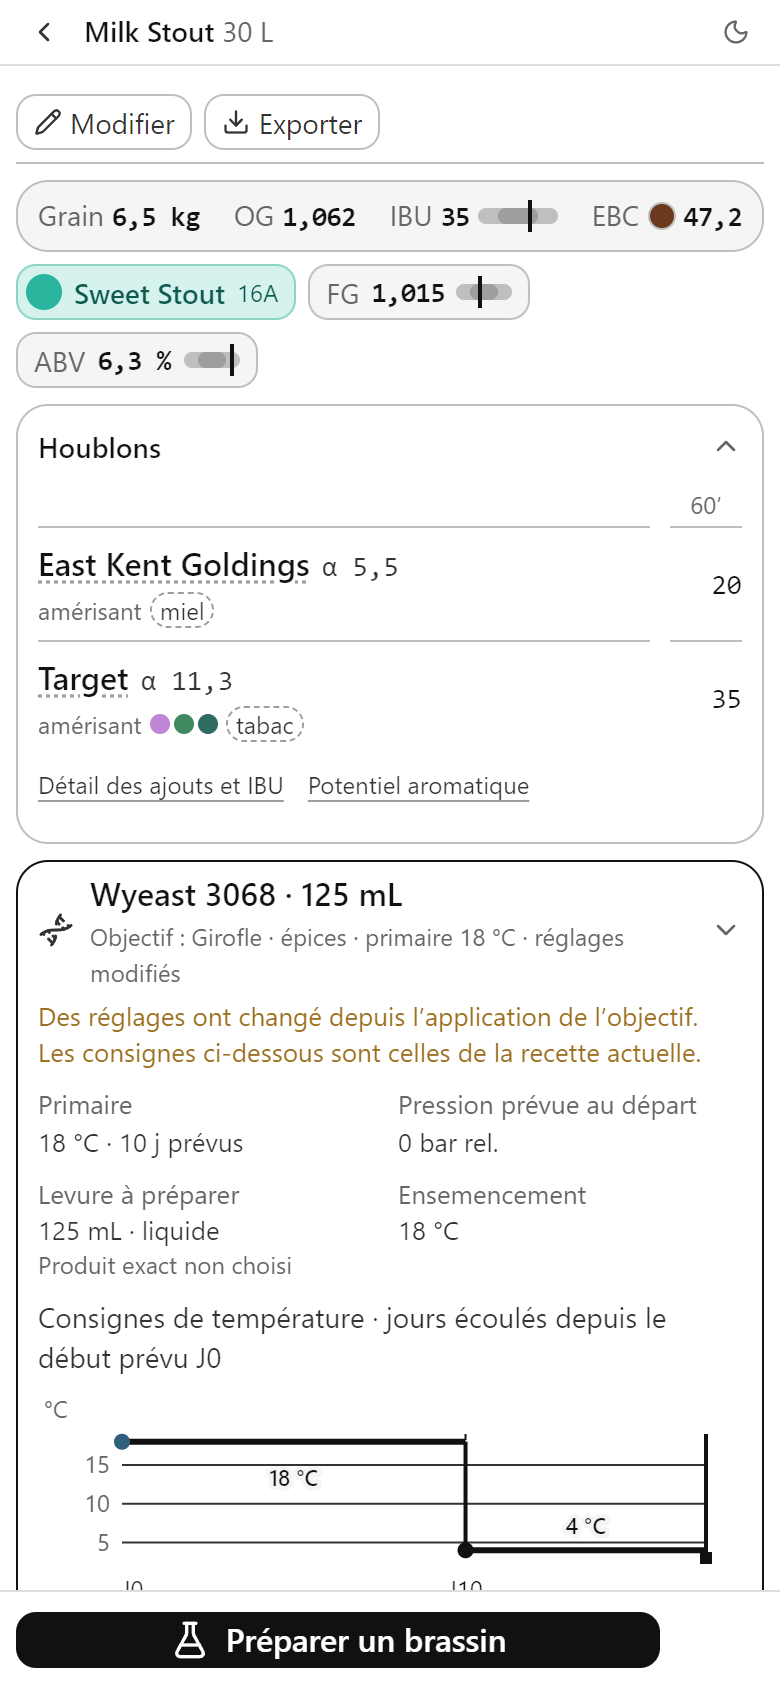 Milk Stout 30 L
Modifier
Exporter
Grain 6,5 kg OG 1,062 IBU 35 EBC 47,2
Sweet Stout 16A
FG 1,015
ABV 6,3 %
Houblons
60′
East Kent Goldings α 5,5
20
amérisant miel
Target α 11,3
35
amérisant tabac
Détail des ajouts et IBU Potentiel aromatique
Wyeast 3068 · 125 mL
Objectif : Girofle · épices · primaire 18 °C · réglages
modifiés
Des réglages ont changé depuis l’application de l’objectif.
Les consignes ci-dessous sont celles de la recette actuelle.
Primaire
18 °C · 10 j prévus
Pression prévue au départ
0 bar rel.
Levure à préparer
125 mL · liquide
Produit exact non choisi
Ensemencement
18 °C
Consignes de température · jours écoulés depuis le
début prévu J0
°C
15
18 °C
10
4 °C
5
J0 J10
Préparer un brassin